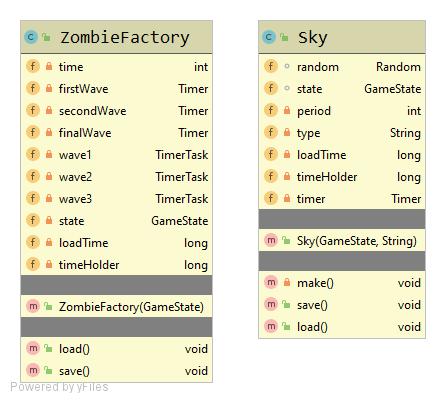 ZombieFactory
time int
firstWave Timer
secondWave Timer
finalWave Timer
wave1 TimerTask
wave2 TimerTask
wave3 TimerTask
state GameState
loadTime long
timeHolder long
ZombieFactory(GameState)
load() void
save() void
Sky
random Random
state GameState
period int
type String
loadTime long
timeHolder long
timer Timer
Sky(GameState, String)
make() void
save() void
load() void
Powered by yFiles